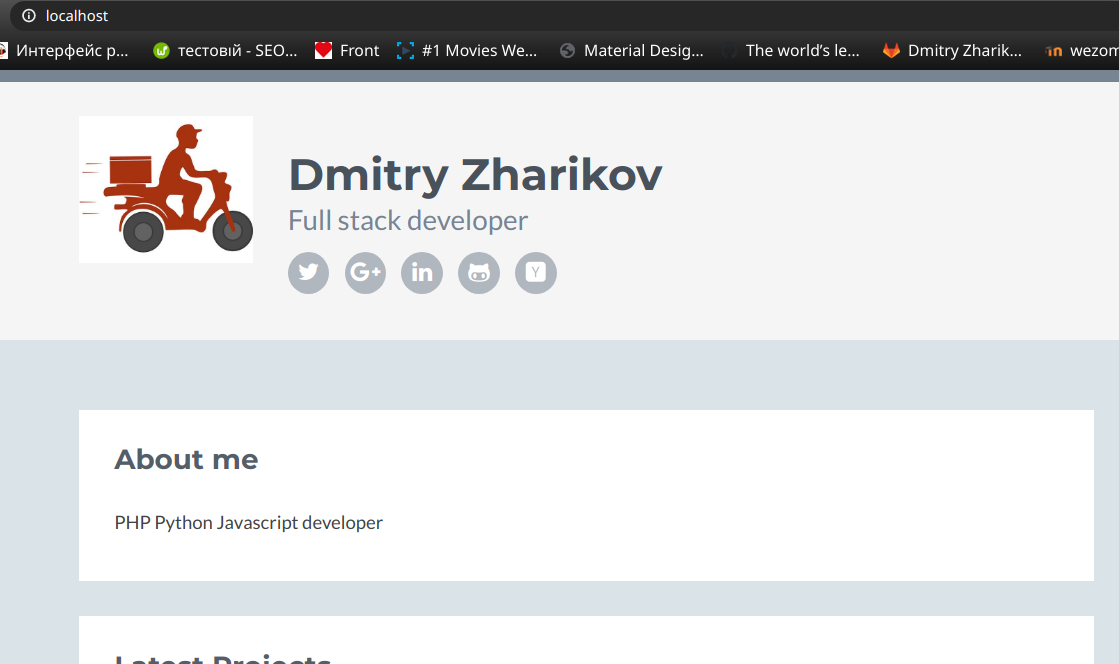 localhost
Интерфейс р...
тестовій - SEO...
Front
#1 Movies We...
Material Desig...
The world's le...
Dmitry Zharik...
wezom
Dmitry Zharikov
Full stack developer
G+
in
Y
About me
PHP Python Javascript developer
Latest Projects